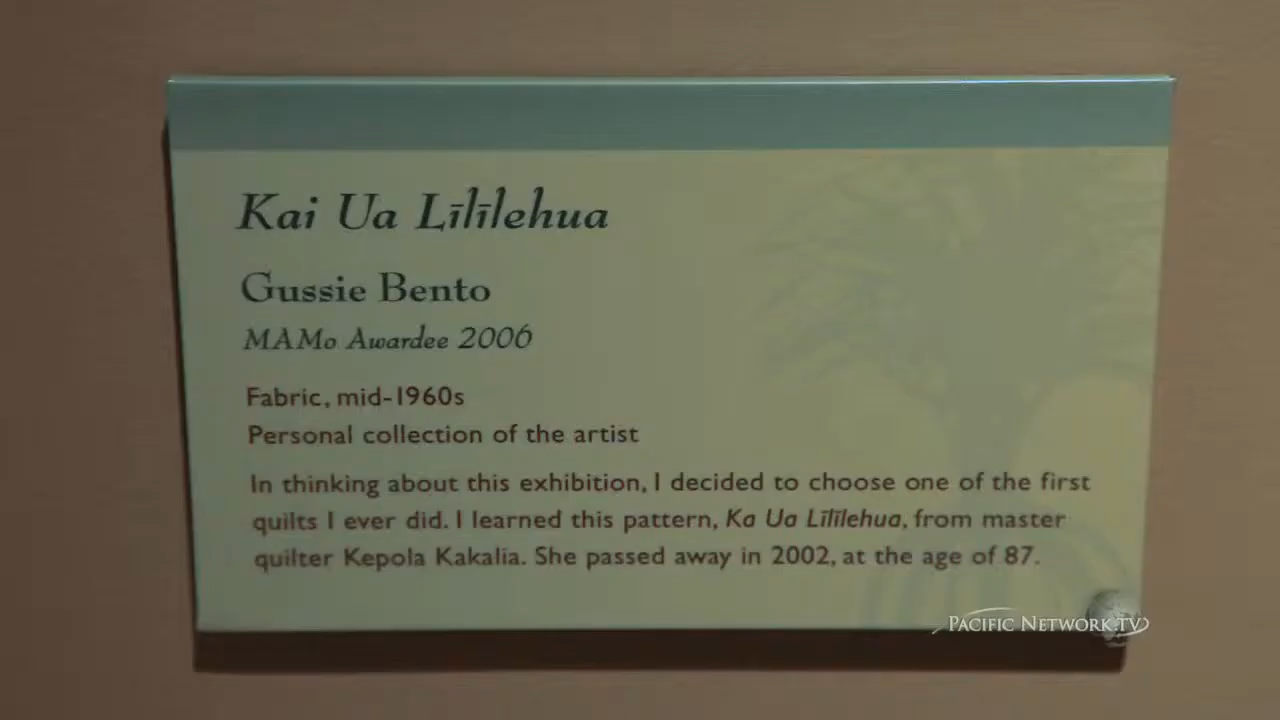 Kai Ua Līlīlehua
Gussie Bento
MAMo Awardee 2006
Fabric, mid-1960s
Personal collection of the artist
In thinking about this exhibition, I decided to choose one of the first
quilts I ever did. I learned this pattern, Ka Ua Līlīlehua, from master
quilter Kepola Kakalia. She passed away in 2002, at the age of 87.
PACIFIC NETWORK.TV